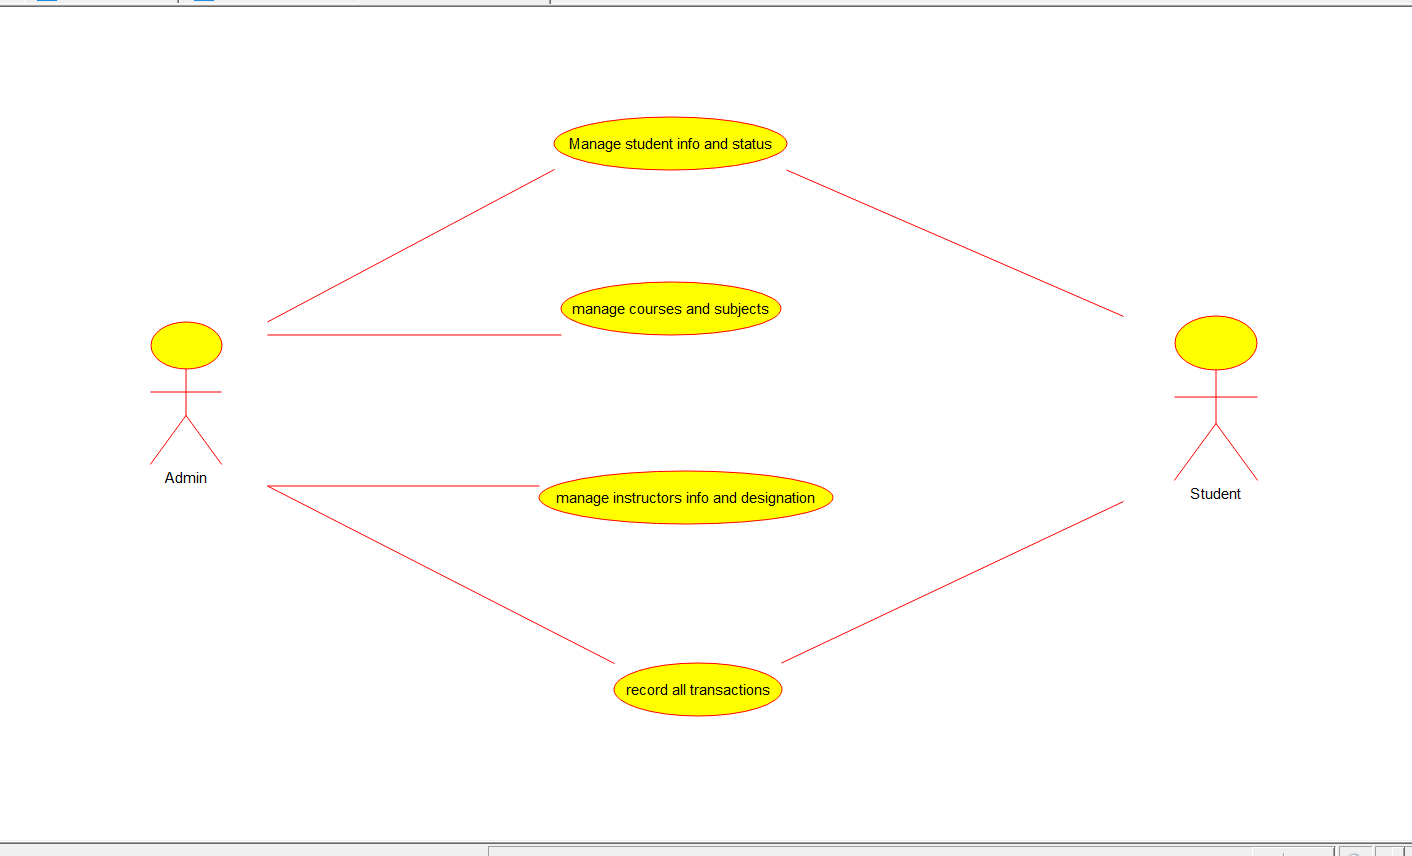 Manage student info and status
manage courses and subjects
Admin
manage instructors info and designation
Student
record all transactions